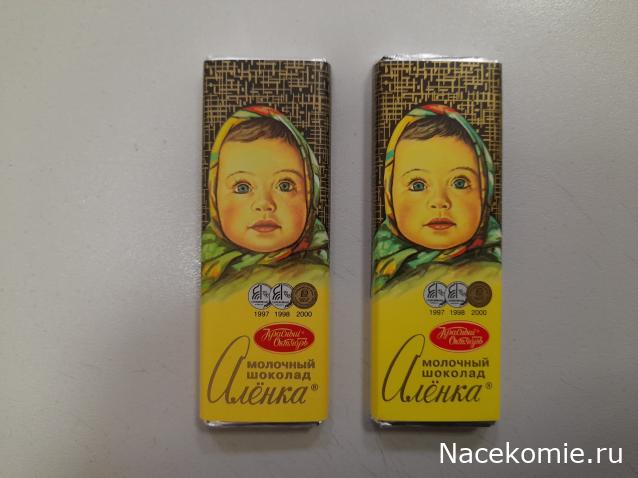 1997 1998 2000
Красный
Октябрь
МОЛОЧНЫЙ
ШОКОЛАД
Алёнка®
1997 1998 2000
Красный
Октябрь
МОЛОЧНЫЙ
ШОКОЛАД
Алёнка®
Nacekomie.ru